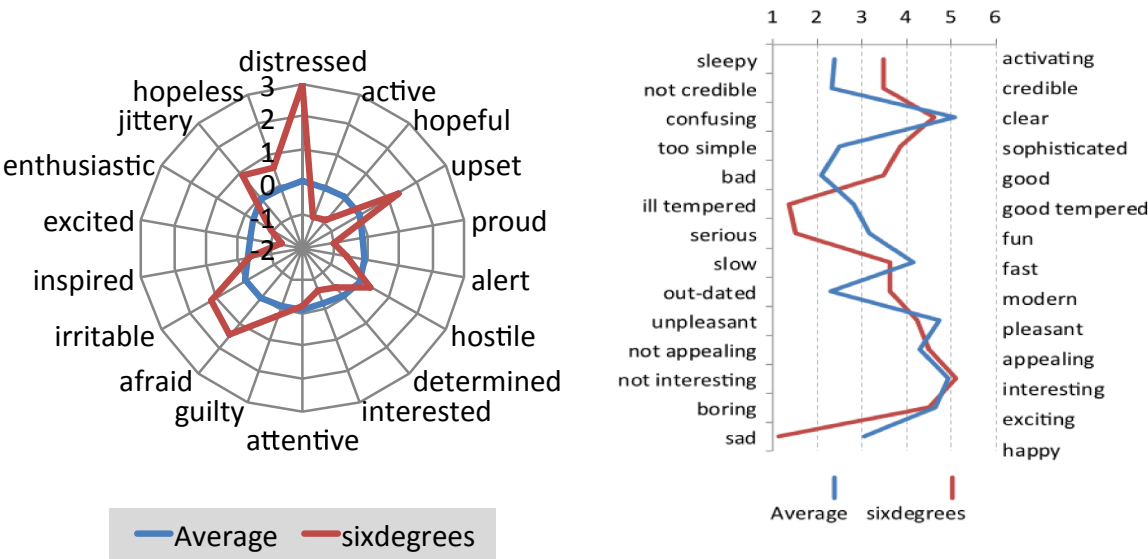 distressed
hopeless
active
jittery
hopeful
enthusiastic
upset
excited
proud
inspired
alert
irritable
hostile
afraid
determined
guilty
interested
attentive
3
2
1
0
-1
-2
Average
sixdegrees
1 2 3 4 5 6
sleepy activating
not credible credible
confusing clear
too simple sophisticated
bad good
ill tempered good tempered
serious fun
slow fast
out-dated modern
unpleasant pleasant
not appealing appealing
not interesting interesting
boring exciting
sad happy
Average sixdegrees